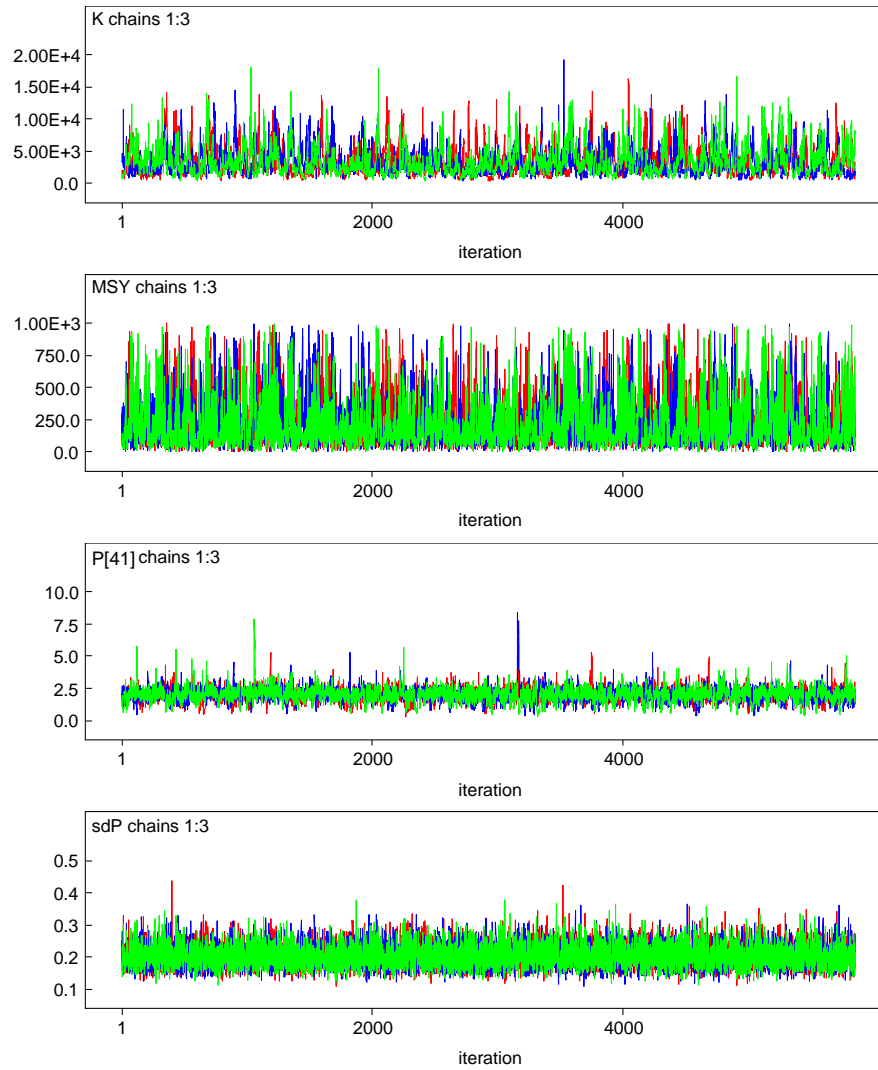 K chains 1:3
2.00E+4
1.50E+4
1.00E+4
5.00E+3
0.0
1 2000 4000
iteration
MSY chains 1:3
1.00E+3
750.0
500.0
250.0
0.0
1 2000 4000
iteration
P[41] chains 1:3
10.0
7.5
5.0
2.5
0.0
1 2000 4000
iteration
sdP chains 1:3
0.5
0.4
0.3
0.2
0.1
1 2000 4000
iteration